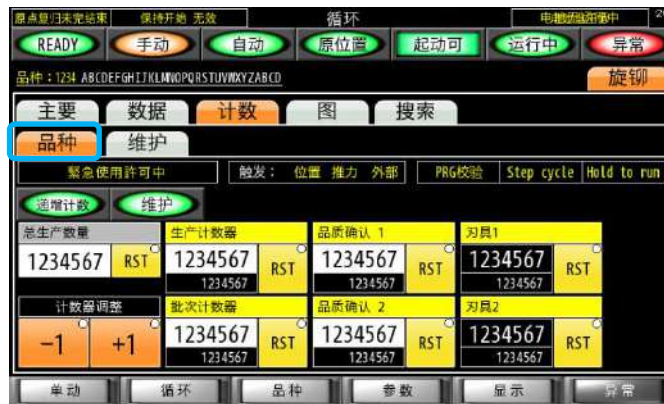 原点复归未完结束 保持开始 无效 循环
READY 手动 自动 原位置 起动可 运行中 异常
品种：1234 ABCDEFGHIJKLMNOPQRSTUVWXYZABCD 旋铆
主要 数据 计数 图 搜索
品种 维护
緊急使用許可中 触发： 位置 推力 外部 PRG校验 Step cycle Hold to run
递增计数 维护
总生产数量 生产计数器 品质确认 1 刃具1
1234567 RST 1234567 RST 1234567 RST 1234567 RST
1234567 1234567 1234567
计数器调整 批次计数器 品质确认 2 刃具2
-1 +1 1234567 RST 1234567 RST 1234567 RST
1234567 1234567 1234567
单动 循环 品种 参数 显示 异常